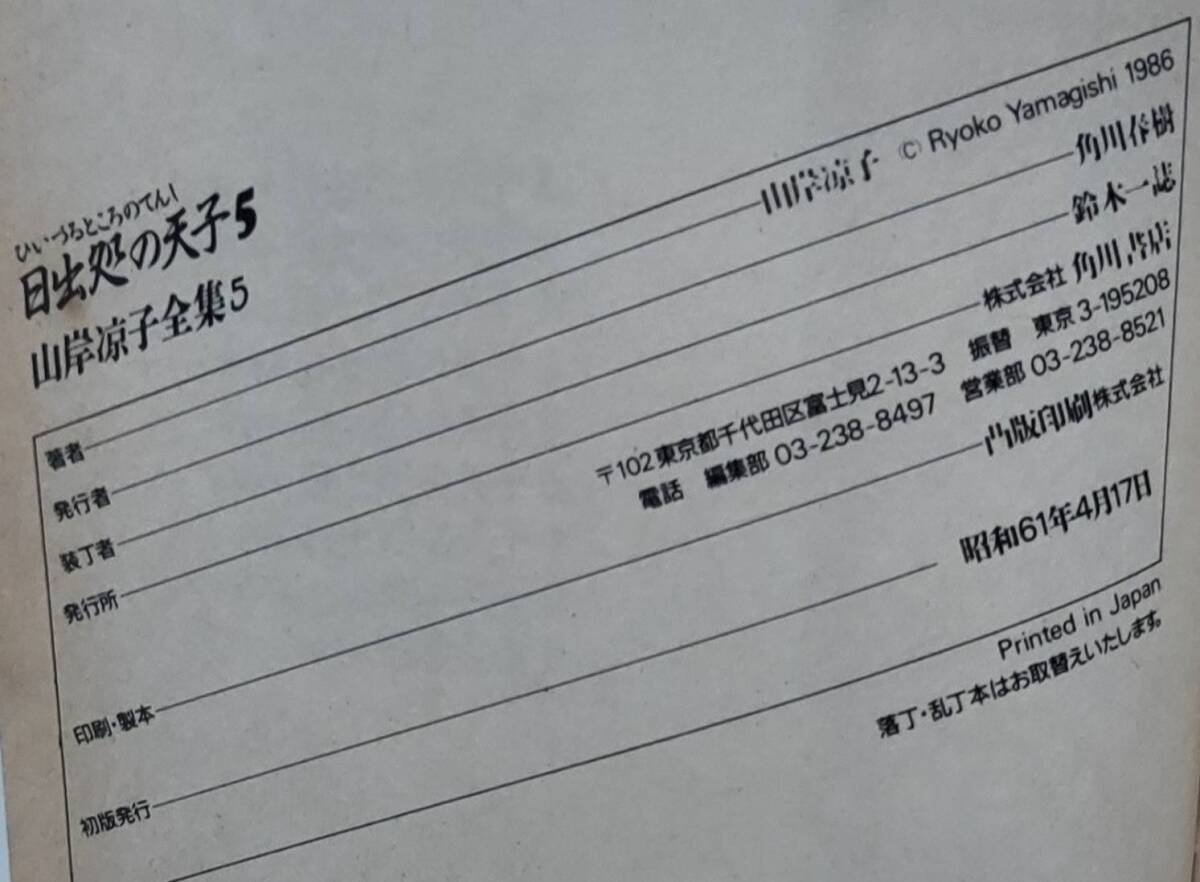 ひいづるところのてんし
日出処の天子5
山岸凉子全集5
著者 山岸凉子 © Ryoko Yamagishi 1986
発行者 角川春樹
装丁者 鈴木一誌
発行所 株式会社 角川書店
〒102 東京都千代田区富士見2-13-3 振替 東京3-195208
電話 編集部 03-238-8497 営業部 03-238-8521
印刷・製本 凸版印刷株式会社
初版発行 昭和61年4月17日
Printed in Japan
落丁・乱丁本はお取替えいたします。